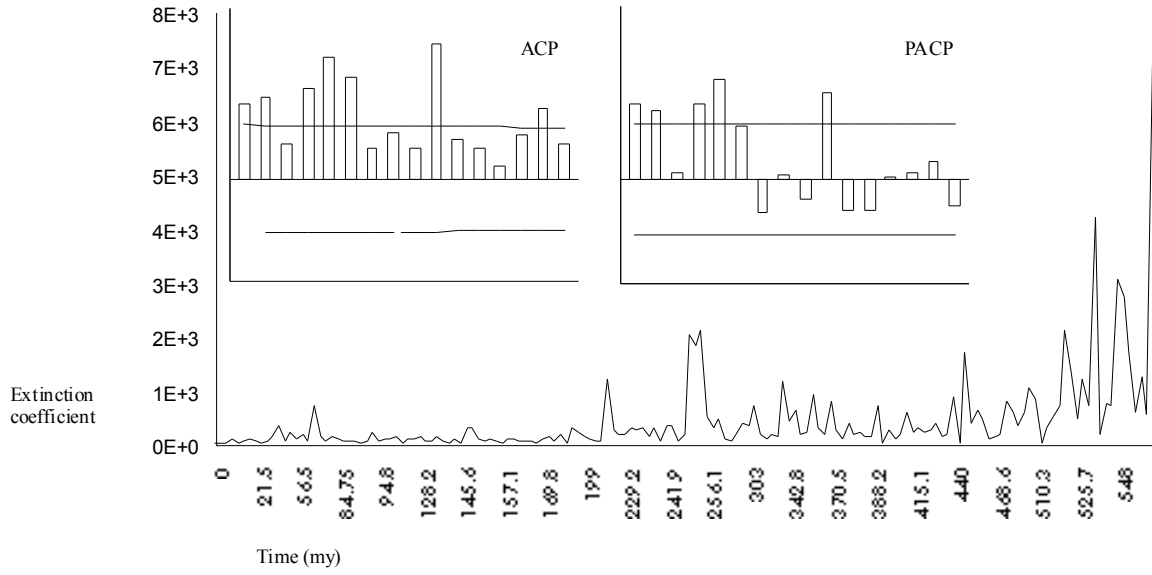 8E+3
7E+3
6E+3
5E+3
4E+3
3E+3
2E+3
1E+3
0E+0
ACP
PACP
Extinction
coefficient
0
21.5
56.5
84.75
94.8
128.2
145.6
157.1
169.8
199
229.2
241.9
256.1
303
342.8
370.5
388.2
415.1
440
468.6
510.3
525.7
548
Time (my)